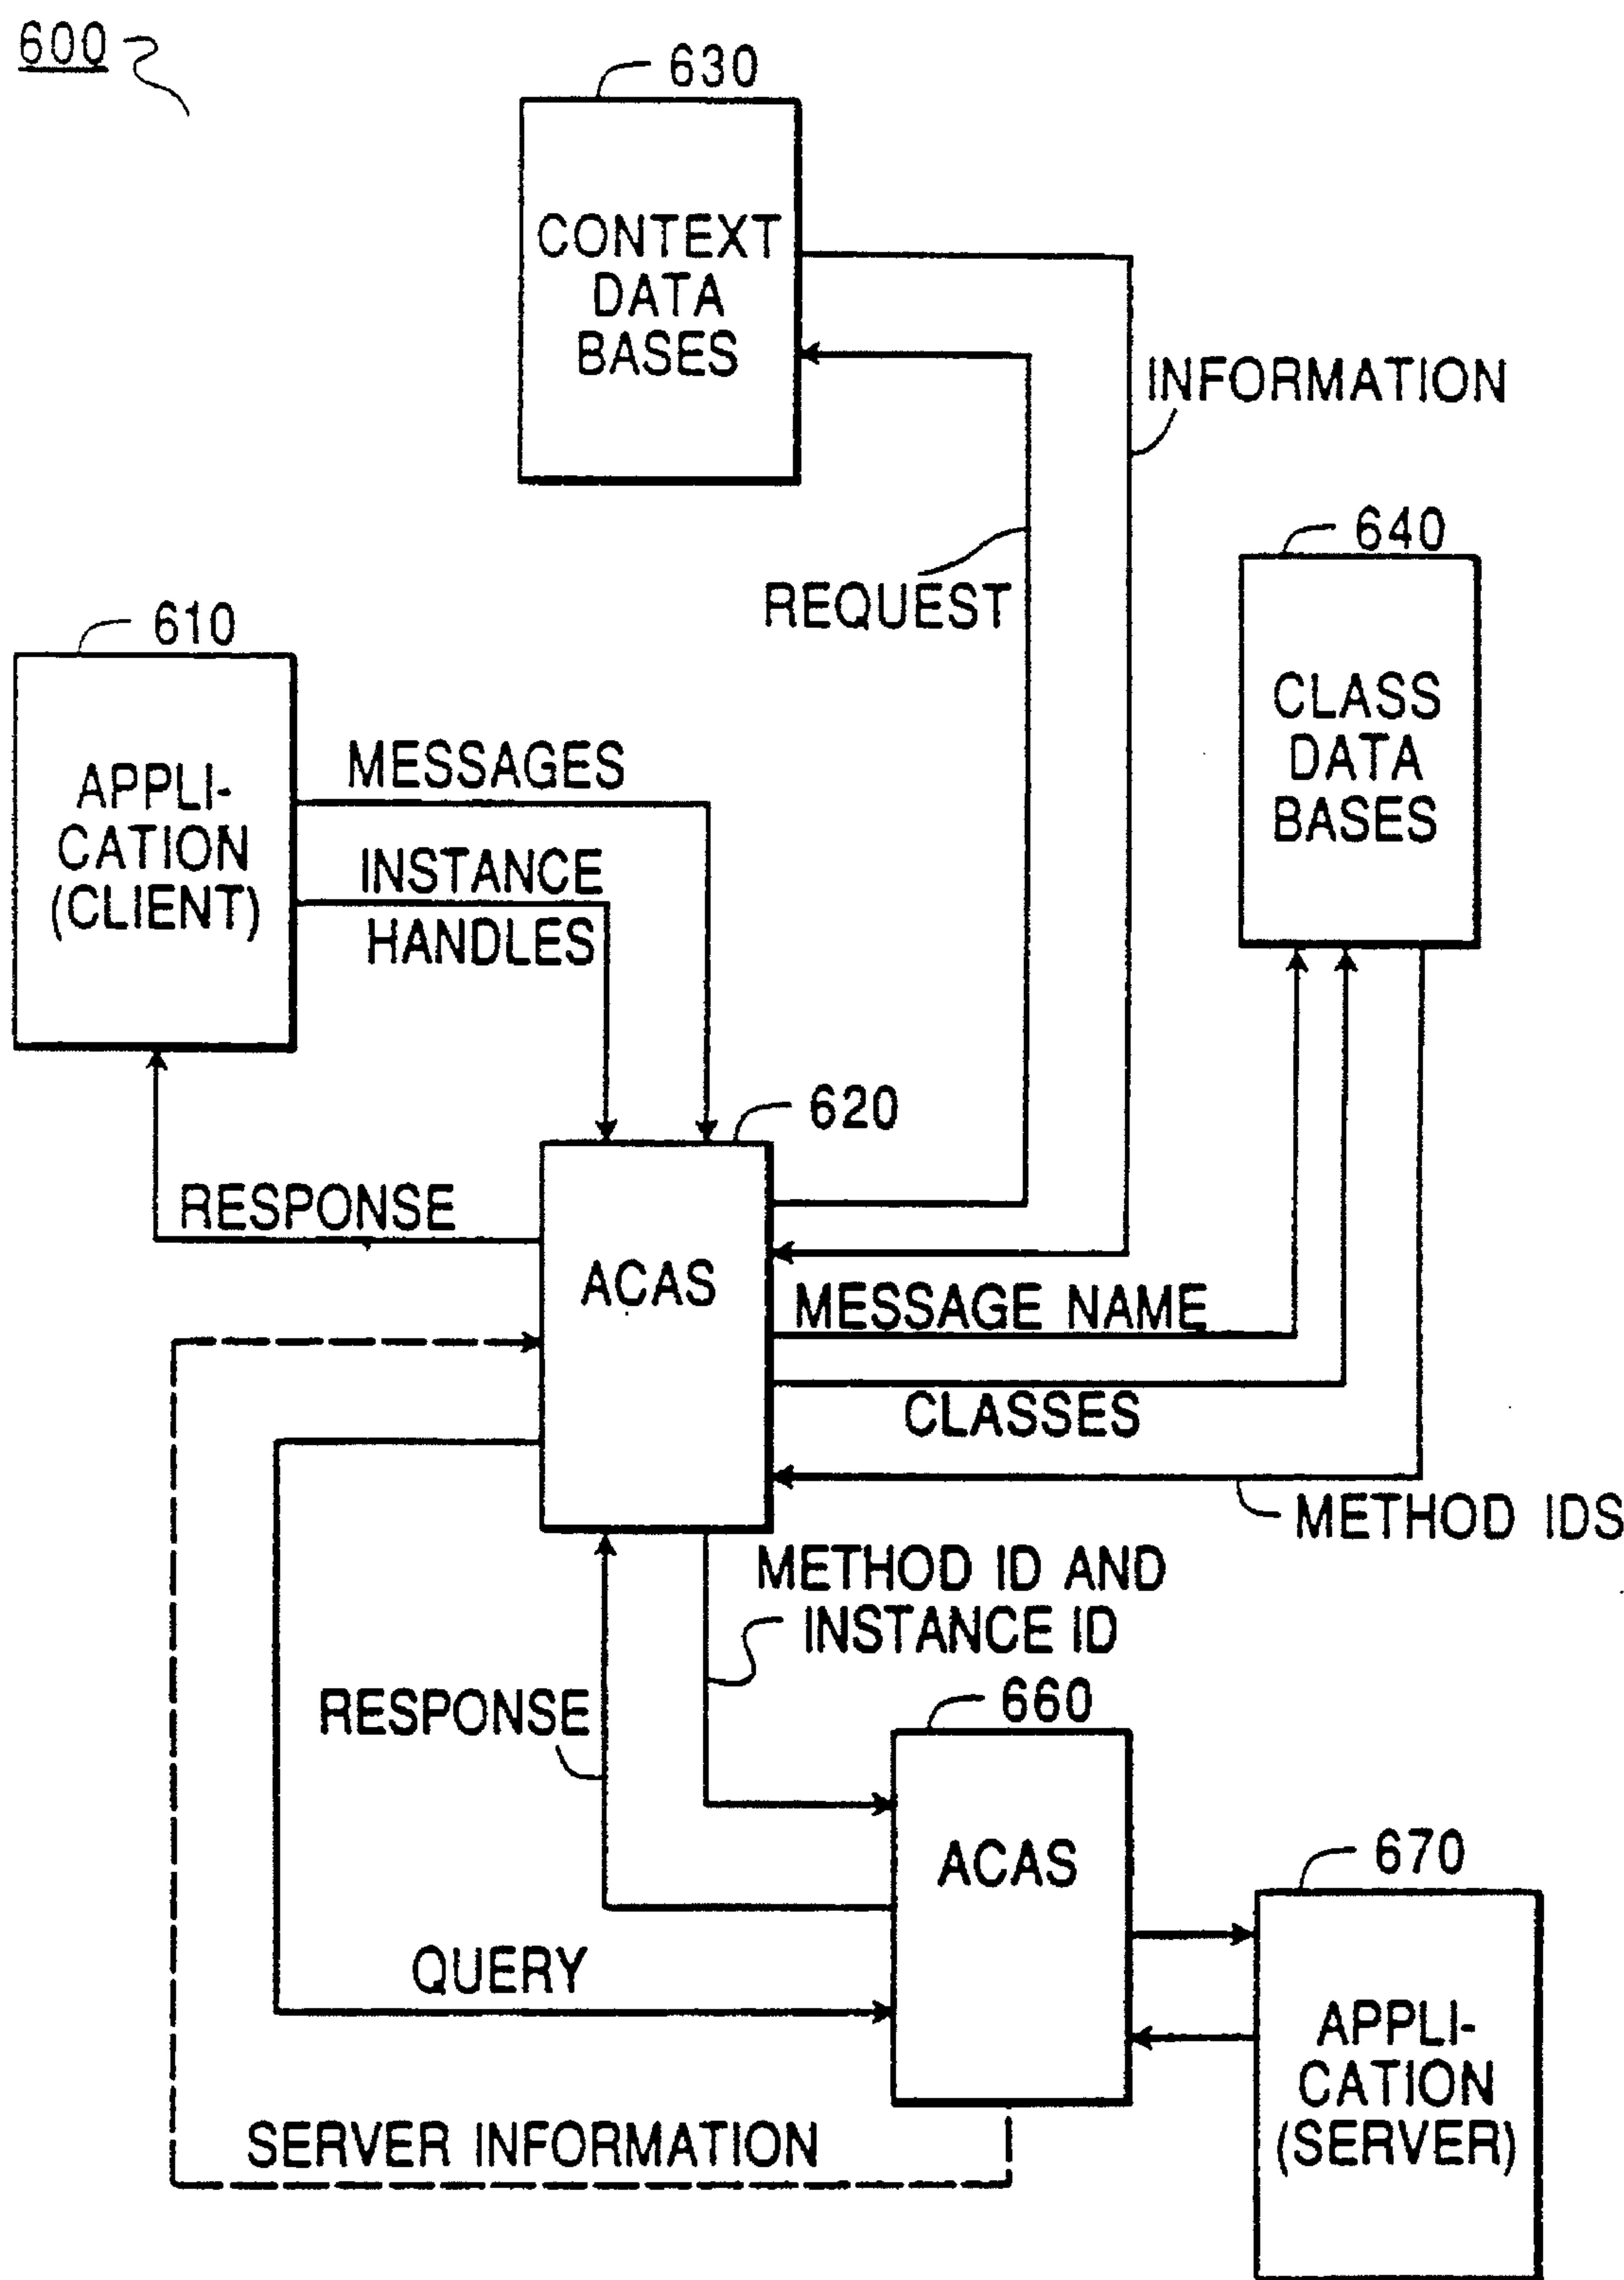 600
630
CONTEXT
DATA
BASES
INFORMATION
REQUEST
640
CLASS
DATA
BASES
610
APPLI-
CATION
(CLIENT)
MESSAGES
INSTANCE
HANDLES
620
ACAS
RESPONSE
MESSAGE NAME
CLASSES
METHOD IDS
METHOD ID AND
INSTANCE ID
RESPONSE
660
ACAS
QUERY
670
APPLI-
CATION
(SERVER)
SERVER INFORMATION